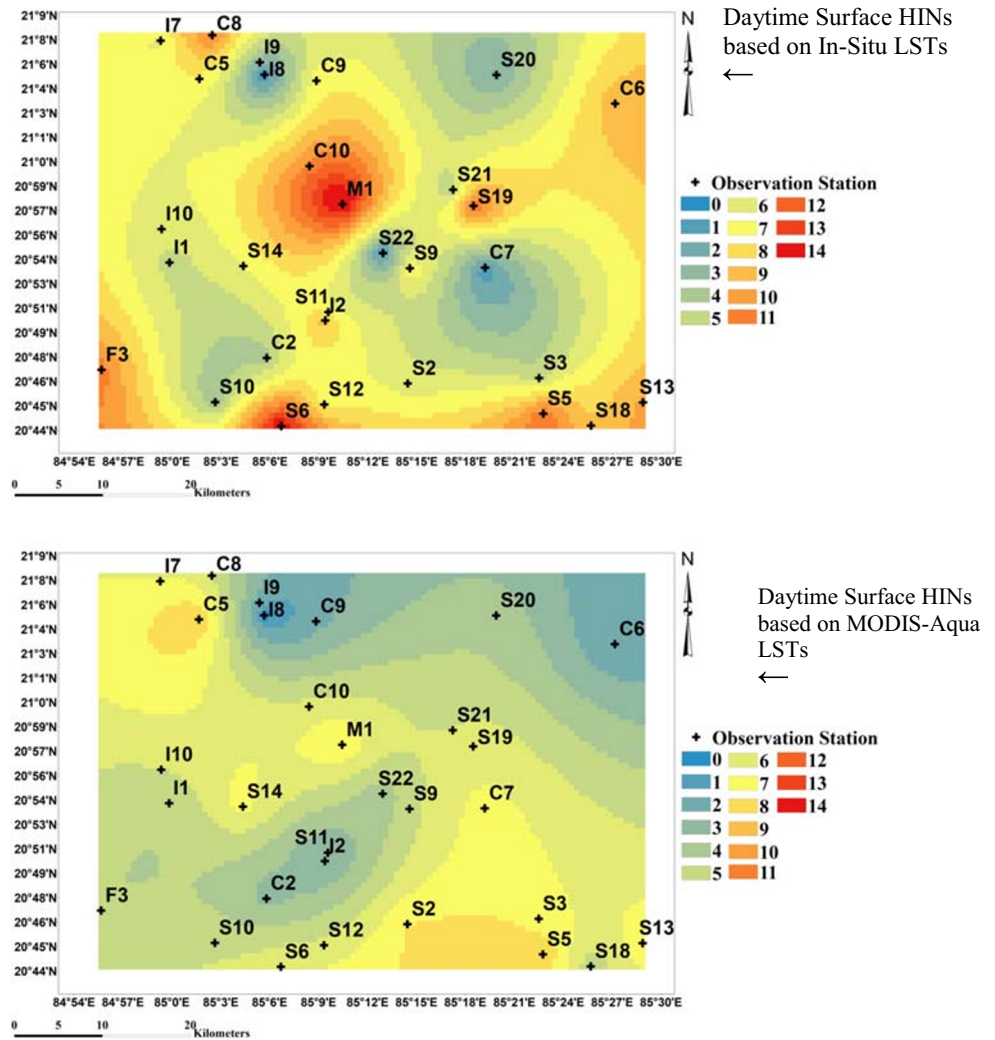 21°9'N
21°8'N
21°6'N
21°4'N
21°3'N
21°1'N
21°0'N
20°59'N
20°57'N
20°56'N
20°54'N
20°53'N
20°51'N
20°49'N
20°48'N
20°46'N
20°45'N
20°44'N
I7
C8
I9
I8
C5
C9
S20
C6
C10
M1
S21
S19
I10
I1
S14
S22
S9
C7
S11
J2
C2
F3
S10
S12
S2
S3
S6
S5
S18
S13
84°54'E 84°57'E 85°0'E 85°3'E 85°6'E 85°9'E 85°12'E 85°15'E 85°18'E 85°21'E 85°24'E 85°27'E 85°30'E
0 5 10 20
Kilometers
N
Daytime Surface HINs
based on In-Situ LSTs
←
Observation Station
0 6 12
1 7 13
2 8 14
3 9
4 10
5 11
21°9'N
21°8'N
21°6'N
21°4'N
21°3'N
21°1'N
21°0'N
20°59'N
20°57'N
20°56'N
20°54'N
20°53'N
20°51'N
20°49'N
20°48'N
20°46'N
20°45'N
20°44'N
I7
C8
I9
I8
C5
C9
S20
C6
C10
M1
S21
S19
I10
I1
S14
S22
S9
C7
S11
J2
C2
F3
S10
S12
S2
S3
S6
S5
S18
S13
84°54'E 84°57'E 85°0'E 85°3'E 85°6'E 85°9'E 85°12'E 85°15'E 85°18'E 85°21'E 85°24'E 85°27'E 85°30'E
0 5 10 20
Kilometers
N
Daytime Surface HINs
based on MODIS-Aqua
LSTs
←
Observation Station
0 6 12
1 7 13
2 8 14
3 9
4 10
5 11